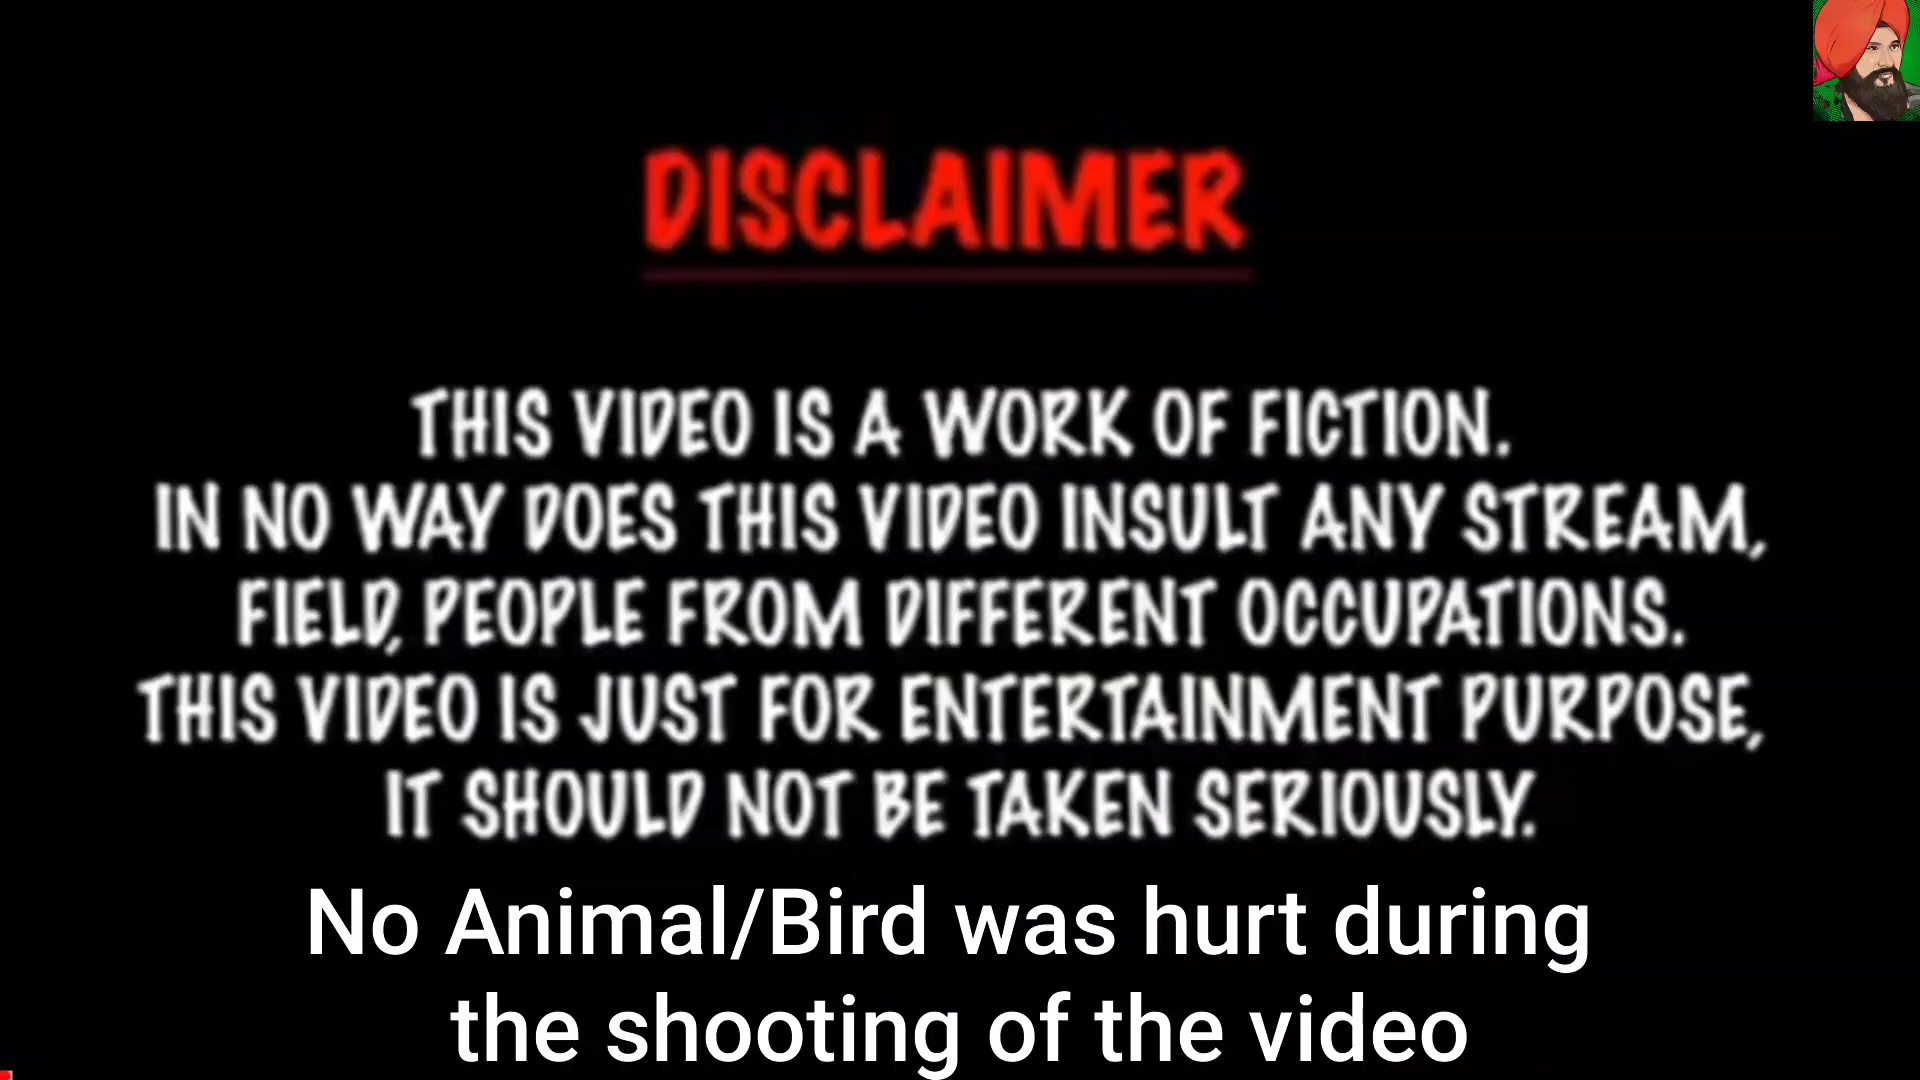 DISCLAIMER
THIS VIDEO IS A WORK OF FICTION.
IN NO WAY DOES THIS VIDEO INSULT ANY STREAM,
FIELD, PEOPLE FROM DIFFERENT OCCUPATIONS.
THIS VIDEO IS JUST FOR ENTERTAINMENT PURPOSE,
IT SHOULD NOT BE TAKEN SERIOUSLY.
No Animal/Bird was hurt during
the shooting of the video